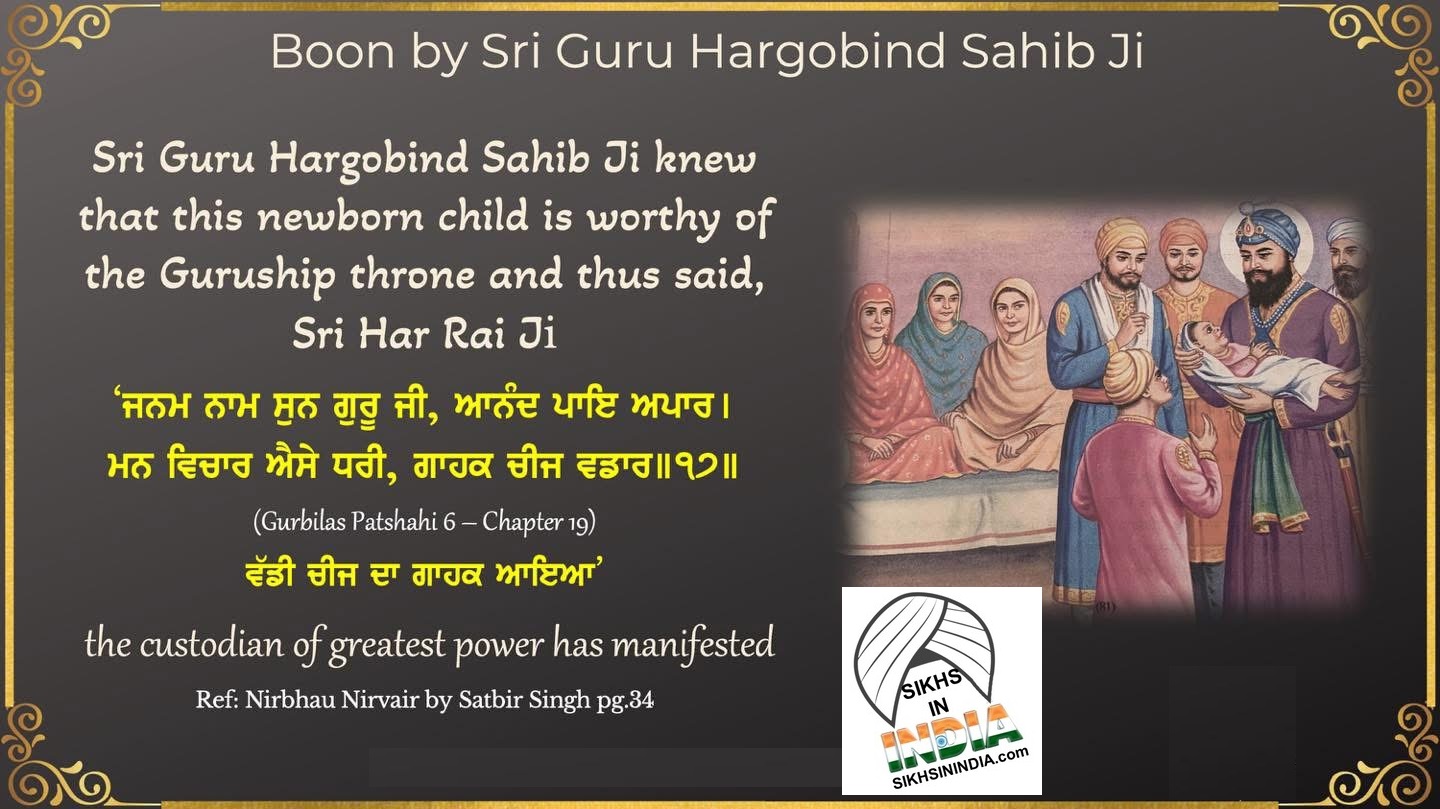 Boon by Sri Guru Hargobind Sahib Ji
Sri Guru Hargobind Sahib Ji knew
that this newborn child is worthy of
the Guruship throne and thus said,
Sri Har Rai Ji
‘ਜਨਮ ਨਾਮ ਸੁਨ ਗੁਰੂ ਜੀ, ਆਨੰਦ ਪਾਇ ਅਪਾਰ।
ਮਨ ਵਿਚਾਰ ਐਸੇ ਧਰੀ, ਗਾਹਕ ਚੀਜ ਵਡਾਰ॥੧੭॥
(Gurbilas Patshahi 6 – Chapter 19)
ਵੱਡੀ ਚੀਜ ਦਾ ਗਾਹਕ ਆਇਆ’
the custodian of greatest power has manifested
Ref: Nirbhau Nirvair by Satbir Singh pg.34
(81)
SIKHS
IN
INDIA
SIKHSININDIA.com